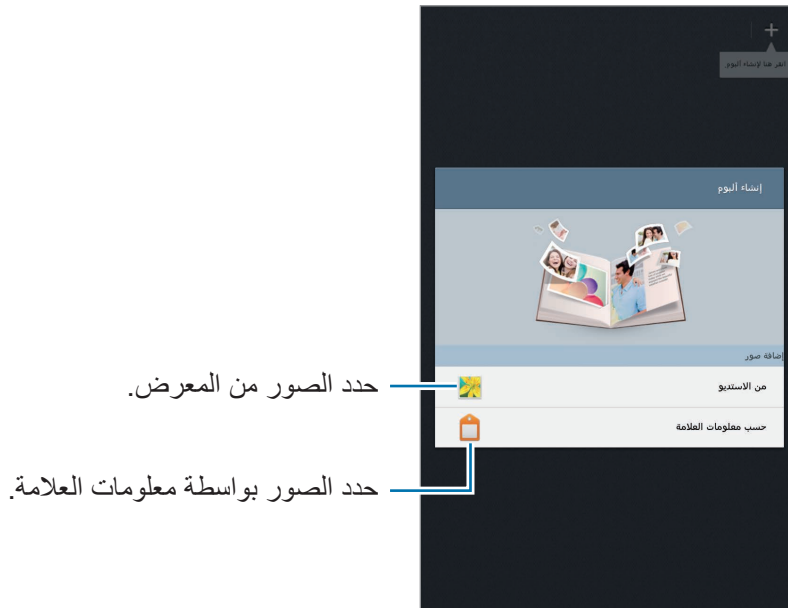 انقر هنا لإنشاء ألبوم
إنشاء ألبوم
إضافة صور
من الاستديو
حدد الصور من المعرض.
حسب معلومات العلامة
حدد الصور بواسطة معلومات العلامة.